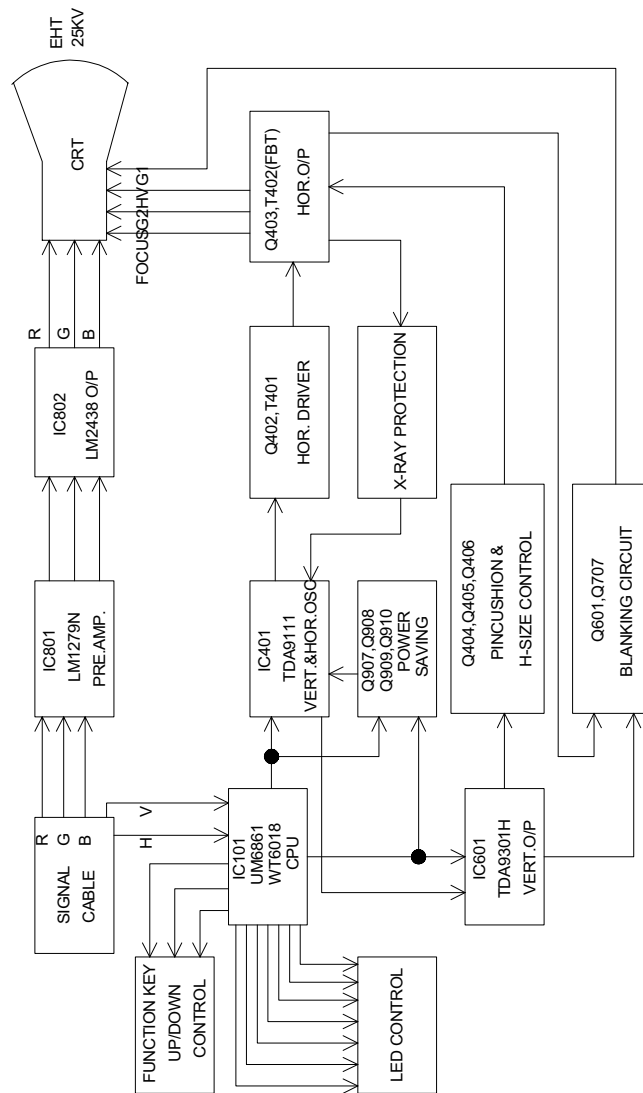 SIGNAL
CABLE
R
G
B
H
V
IC801
LM1279N
PRE.AMP.
IC802
LM2438 O/P
R
G
B
CRT
EHT
25KV
FOCUS
G2
HV
G1
FUNCTION KEY
UP/DOWN
CONTROL
IC101
UM6861
WT6018
CPU
IC401
TDA9111
VERT.&HOR.OSC
Q402,T401
HOR. DRIVER
Q403,T402(FBT)
HOR.O/P
LED CONTROL
Q907,Q908
Q909,Q910
POWER
SAVING
X-RAY PROTECTION
IC601
TDA9301H
VERT.O/P
Q404,Q405,Q406
PINCUSHION &
H-SIZE CONTROL
Q601,Q707
BLANKING CIRCUIT